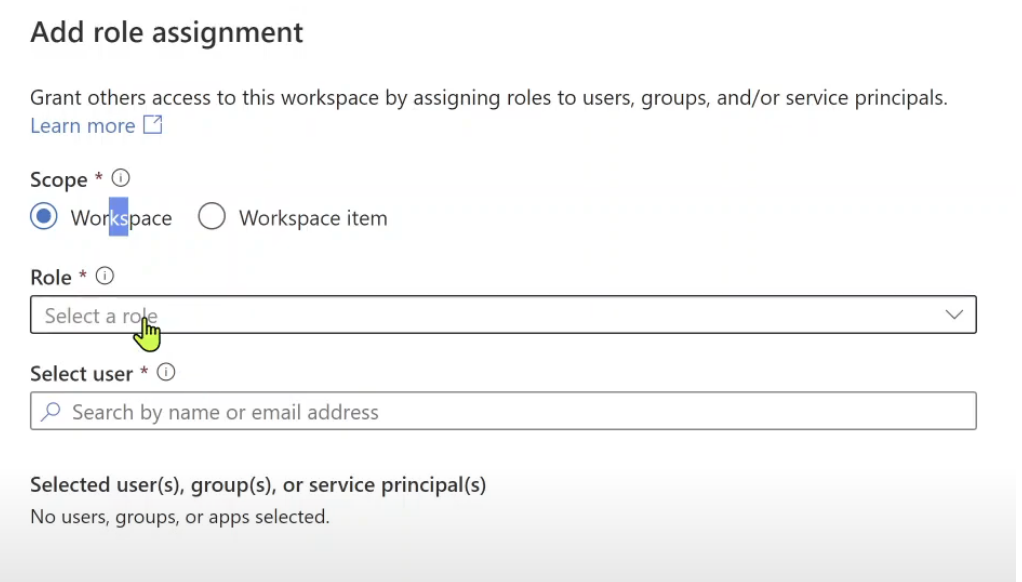 Add role assignment
Grant others access to this workspace by assigning roles to users, groups, and/or service principals.
Learn more
Scope *
Workspace Workspace item
Role *
Select a role
Select user *
Search by name or email address
Selected user(s), group(s), or service principal(s)
No users, groups, or apps selected.